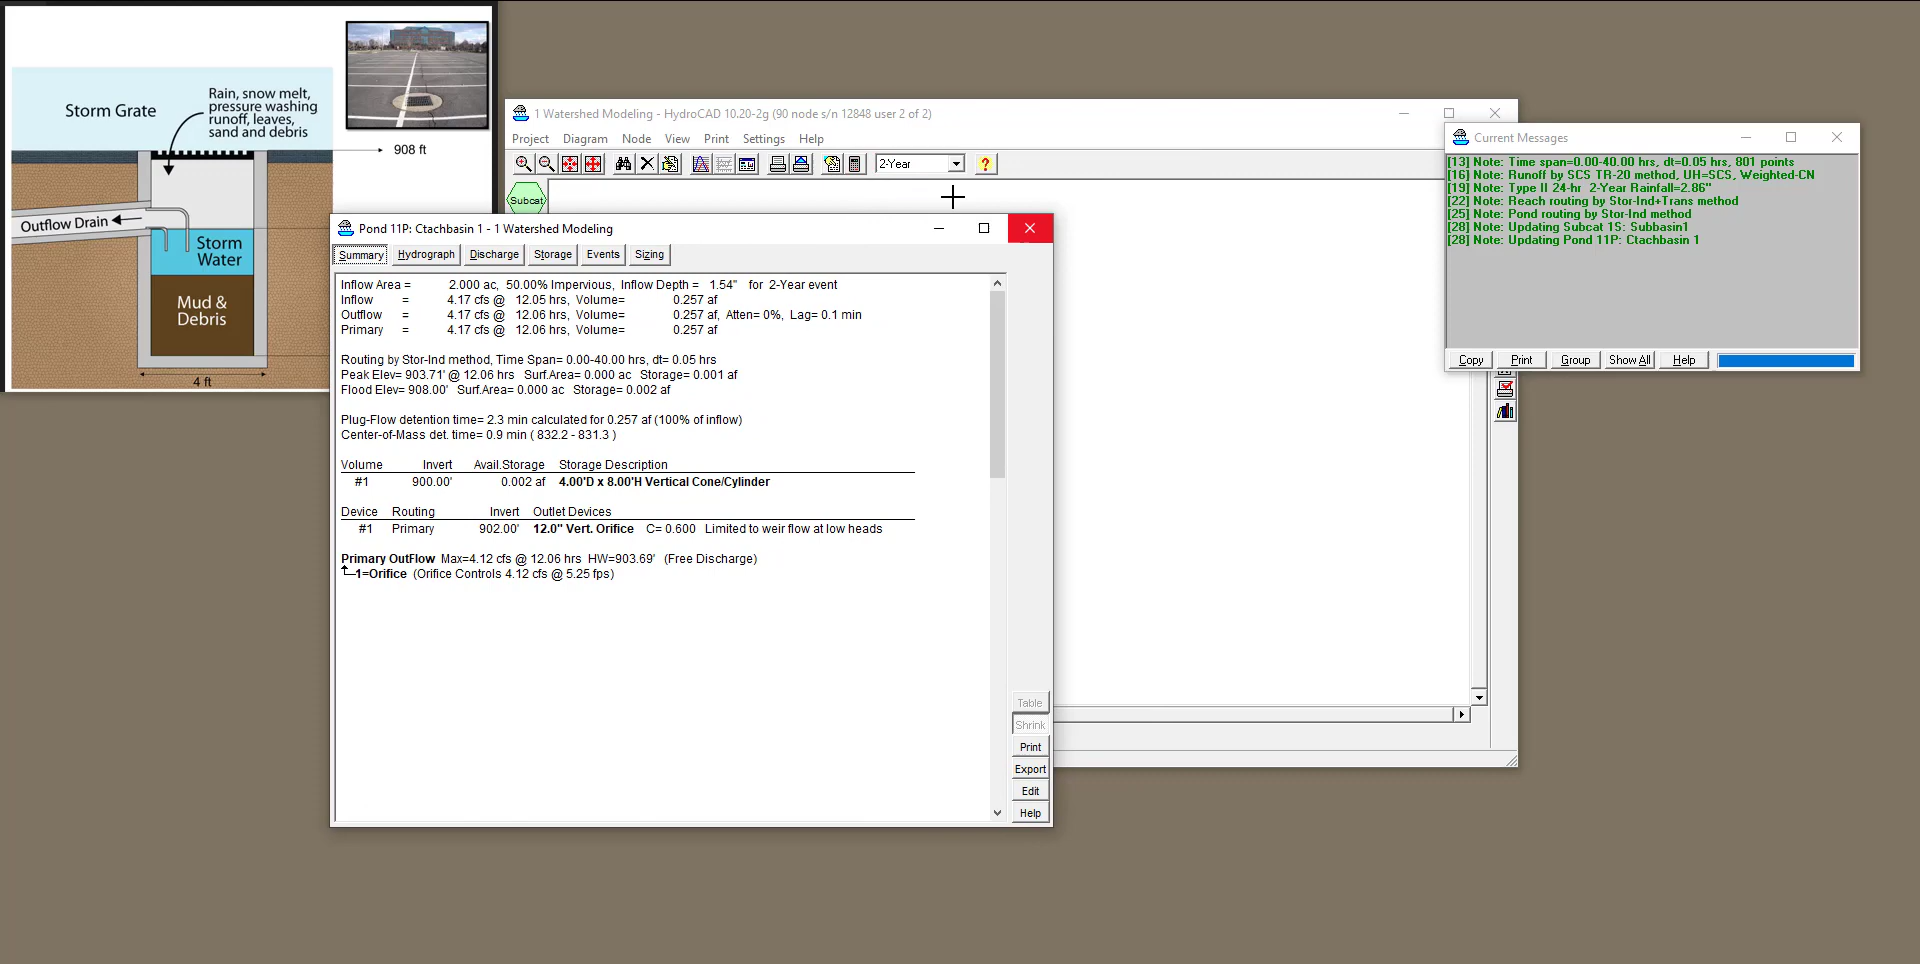 Storm Grate
Rain, snow melt,
pressure washing
runoff, leaves,
sand and debris
908 ft
Outflow Drain
Storm
Water
Mud &
Debris
4 ft
1 Watershed Modeling - HydroCAD 10.20-2g (90 node s/n 12848 user 2 of 2)
Project Diagram Node View Print Settings Help
2-Year
?
Subcat
Pond 11P: Ctachbasin 1 - 1 Watershed Modeling
Summary Hydrograph Discharge Storage Events Sizing
Inflow Area = 2.000 ac, 50.00% Impervious, Inflow Depth = 1.54" for 2-Year event
Inflow = 4.17 cfs @ 12.05 hrs, Volume= 0.257 af
Outflow = 4.17 cfs @ 12.06 hrs, Volume= 0.257 af, Atten= 0%, Lag= 0.1 min
Primary = 4.17 cfs @ 12.06 hrs, Volume= 0.257 af
Routing by Stor-Ind method, Time Span= 0.00-40.00 hrs, dt= 0.05 hrs
Peak Elev= 903.71' @ 12.06 hrs Surf.Area= 0.000 ac Storage= 0.001 af
Flood Elev= 908.00' Surf.Area= 0.000 ac Storage= 0.002 af
Plug-Flow detention time= 2.3 min calculated for 0.257 af (100% of inflow)
Center-of-Mass det. time= 0.9 min ( 832.2 - 831.3 )
Volume Invert Avail.Storage Storage Description
#1 900.00' 0.002 af 4.00'D x 8.00'H Vertical Cone/Cylinder
Device Routing Invert Outlet Devices
#1 Primary 902.00' 12.0" Vert. Orifice C= 0.600 Limited to weir flow at low heads
Primary OutFlow Max=4.12 cfs @ 12.06 hrs HW=903.69' (Free Discharge)
1=Orifice (Orifice Controls 4.12 cfs @ 5.25 fps)
Table
Shrink
Print
Export
Edit
Help
Current Messages
[13] Note: Time span=0.00-40.00 hrs, dt=0.05 hrs, 801 points
[16] Note: Runoff by SCS TR-20 method, UH=SCS, Weighted-CN
[19] Note: Type II 24-hr 2-Year Rainfall=2.86"
[22] Note: Reach routing by Stor-Ind+Trans method
[25] Note: Pond routing by Stor-Ind method
[28] Note: Updating Subcat 1S: Subbasin1
[28] Note: Updating Pond 11P: Ctachbasin 1
Copy Print Group Show All Help